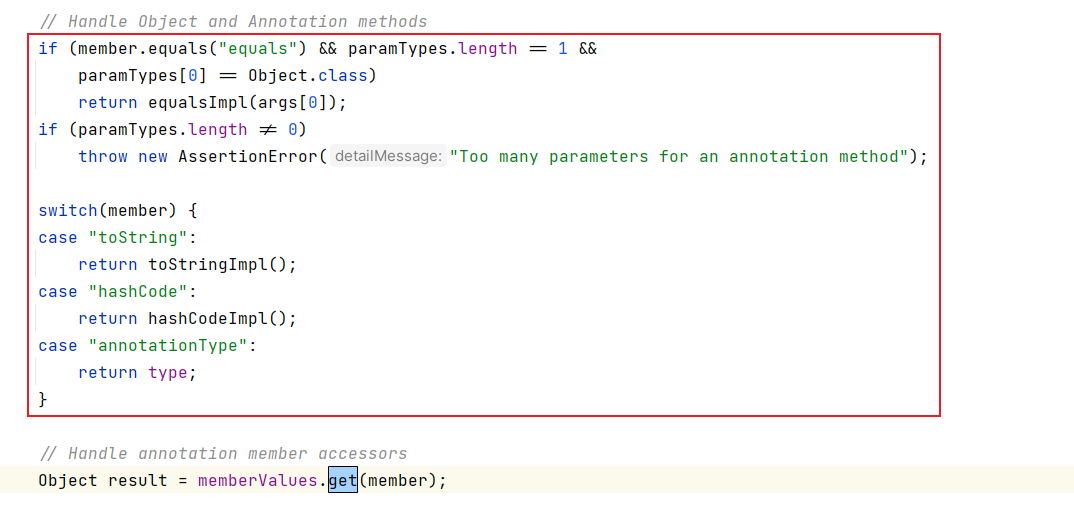 // Handle Object and Annotation methods
if (member.equals("equals") && paramTypes.length == 1 &&
paramTypes[0] == Object.class)
return equalsImpl(args[0]);
if (paramTypes.length != 0)
throw new AssertionError( detailMessage: "Too many parameters for an annotation method");
switch(member) {
case "toString":
return toStringImpl();
case "hashCode":
return hashCodeImpl();
case "annotationType":
return type;
}
// Handle annotation member accessors
Object result = memberValues.get(member);